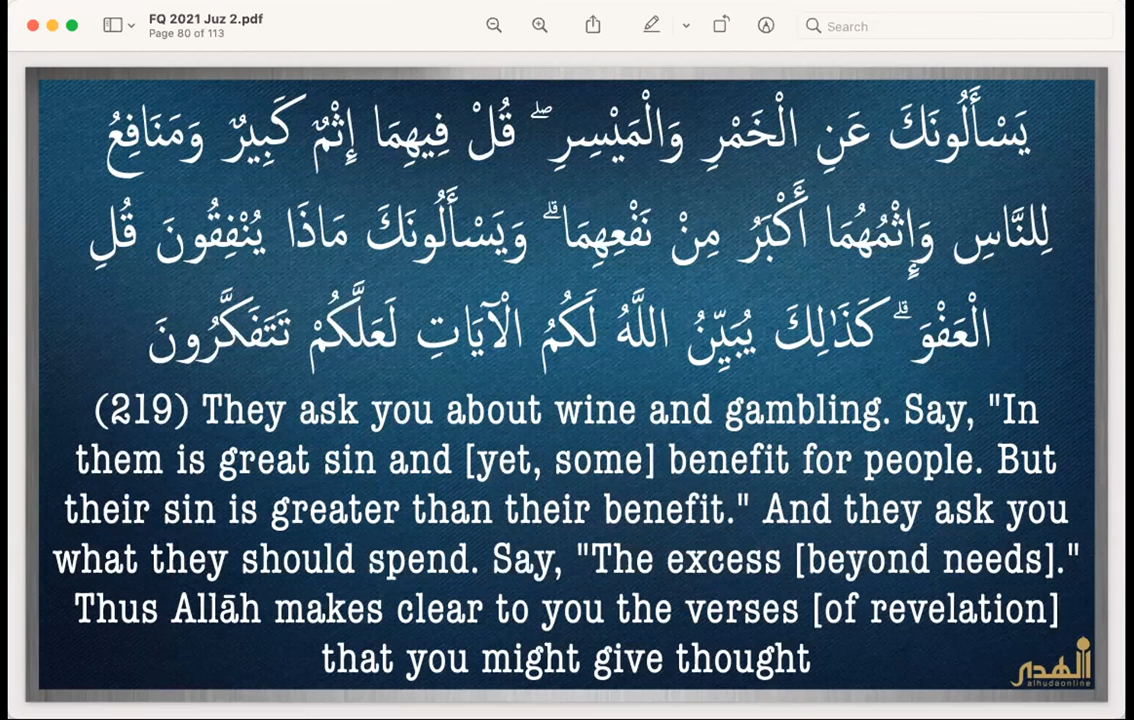 FQ 2021 Juz 2.pdf
Page 80 of 113
Search
يَسْأَلُونَكَ عَنِ الْخَمْرِ وَالْمَيْسِرِ ۖ قُلْ فِيهِمَا إِثْمٌ كَبِيرٌ وَمَنَافِعُ
لِلنَّاسِ وَإِثْمُهُمَا أَكْبَرُ مِنْ نَفْعِهِمَا ۗ وَيَسْأَلُونَكَ مَاذَا يُنْفِقُونَ قُلِ
الْعَفْوَ ۗ كَذَٰلِكَ يُبَيِّنُ اللَّهُ لَكُمُ الْآيَاتِ لَعَلَّكُمْ تَتَفَكَّرُونَ
(219) They ask you about wine and gambling. Say, "In
them is great sin and [yet, some] benefit for people. But
their sin is greater than their benefit." And they ask you
what they should spend. Say, "The excess [beyond needs]."
Thus Allāh makes clear to you the verses [of revelation]
that you might give thought
الهدى
alhudaonline